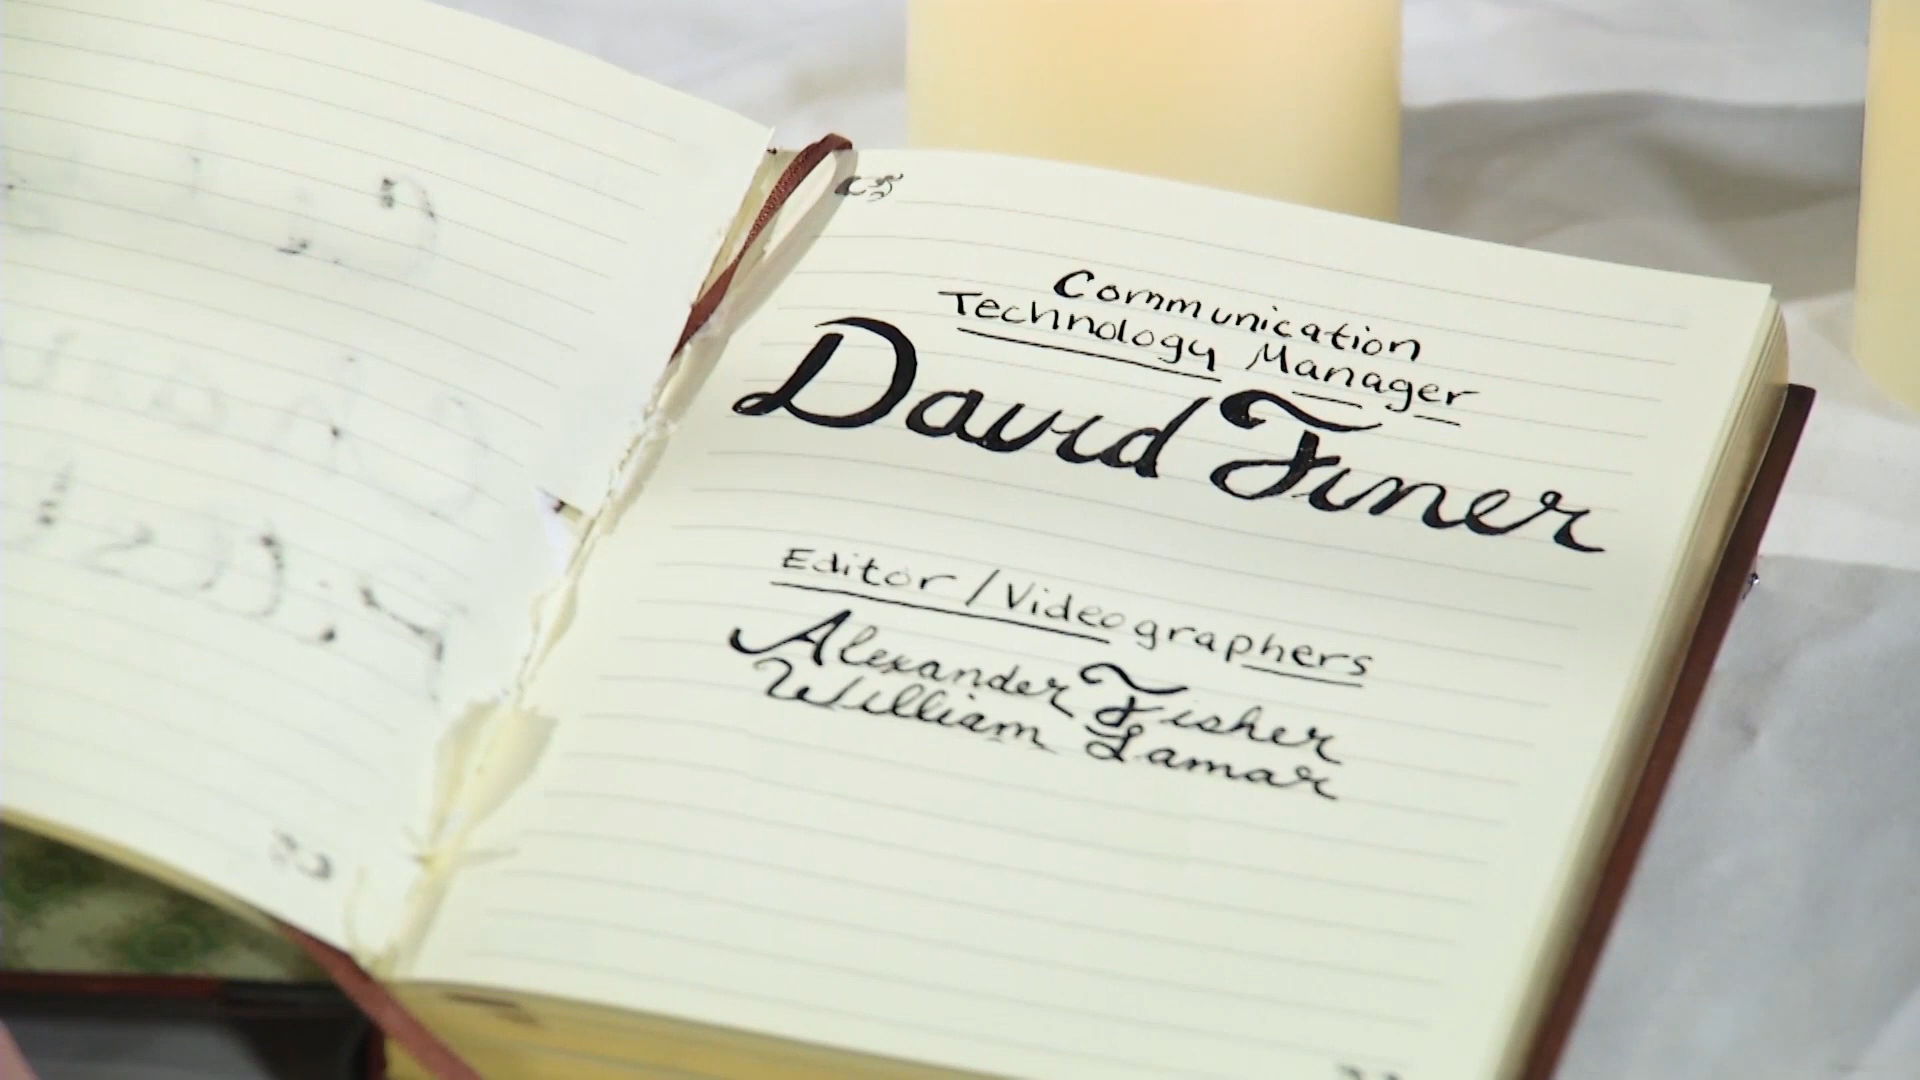 Communication
Technology Manager
David Finer
Editor/Videographers
Alexander Fisher
William Lamar